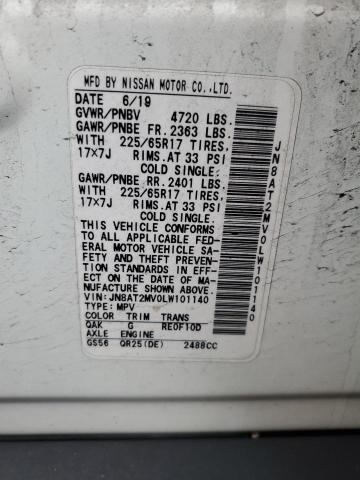 MFD BY NISSAN MOTOR CO.,LTD.
DATE 6/19
GVWR/PNBV 4720 LBS.
GAWR/PNBE FR. 2363 LBS.
WITH 225/65R17 TIRES,
17x7J RIMS.AT 33 PSI
COLD SINGLE
GAWR/PNBE RR. 2401 LBS.
WITH 225/65R17 TIRES,
17x7J RIMS.AT 33 PSI
COLD SINGLE
THIS VEHICLE CONFORMS
TO ALL APPLICABLE FED-
ERAL MOTOR VEHICLE SA-
FETY AND THEFT PREVEN-
TION STANDARDS IN EFF-
ECT ON THE DATE OF MA-
NUFACTURE SHOWN ABOVE
VIN:JN8AT2MV0LW101140
TYPE:MPV
COLOR TRIM TRANS
QAK G RE0F10D
AXLE ENGINE
GS56 QR25(DE) 2488CC
JN8AT2MV0LW101140